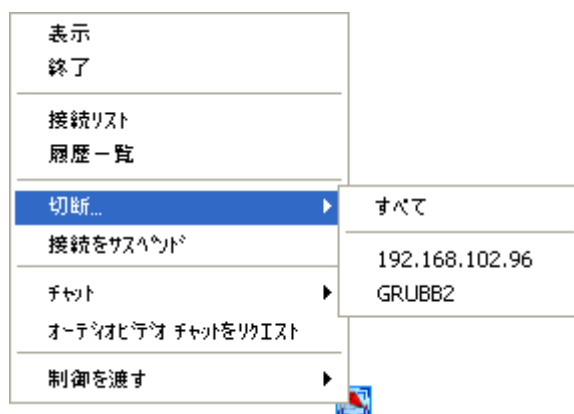 表示
終了
接続ﾘｽﾄ
履歴一覧
切断...
接続をｻｽﾍﾟﾝﾄﾞ
ﾁｬｯﾄ
ｵｰﾃﾞｨｵﾋﾞﾃﾞｵ ﾁｬｯﾄをﾘｸｴｽﾄ
制御を渡す
すべて
192.168.102.96
GRUBB2